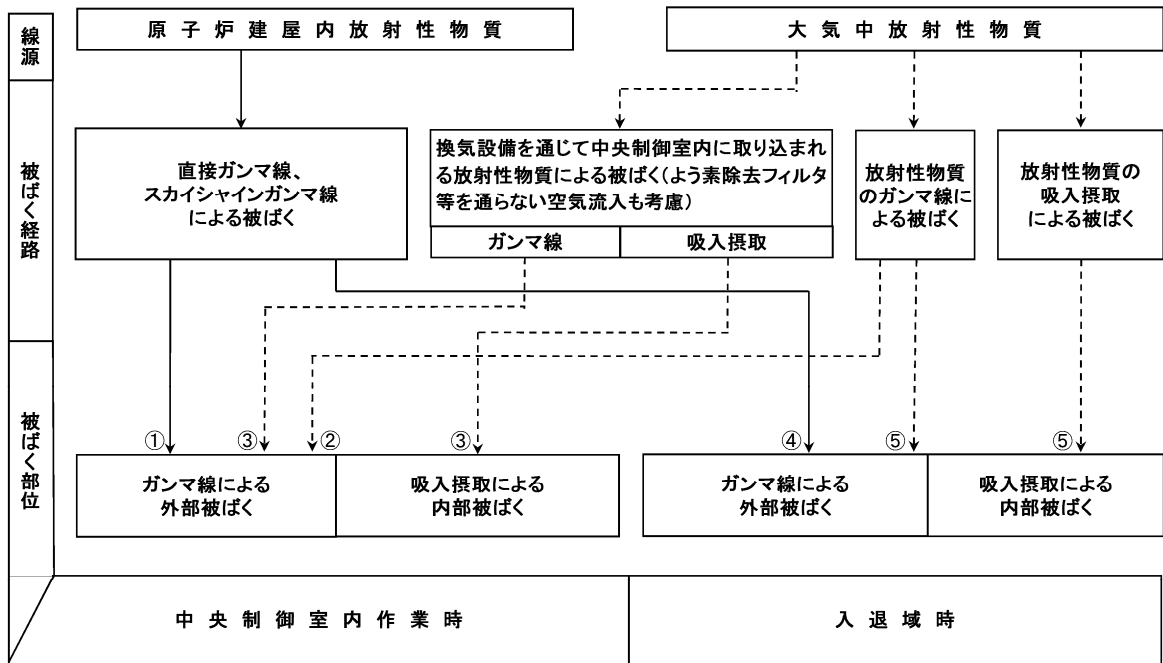 線源
原子炉建屋内放射性物質
大気中放射性物質
被ばく経路
直接ガンマ線、
スカイシャインガンマ線
による被ばく
換気設備を通じて中央制御室内に取り込まれ
る放射性物質による被ばく(よう素除去フィルタ
等を通らない空気流入も考慮)
ガンマ線
吸入摂取
放射性物質
のガンマ線に
よる被ばく
放射性物質の
吸入摂取
による被ばく
被ばく部位
①
③
②
③
④
⑤
⑤
ガンマ線による
外部被ばく
吸入摂取による
内部被ばく
ガンマ線による
外部被ばく
吸入摂取による
内部被ばく
中央制御室内作業時
入退域時